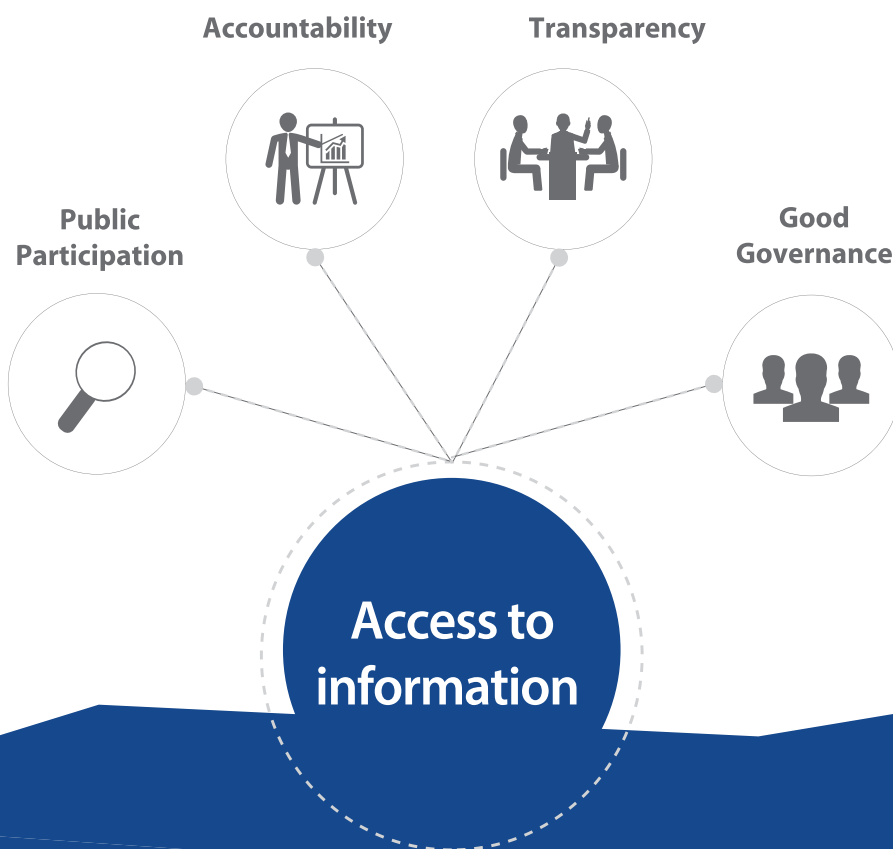 Accountability
Transparency
Public
Participation
Good
Governance
Access to
information